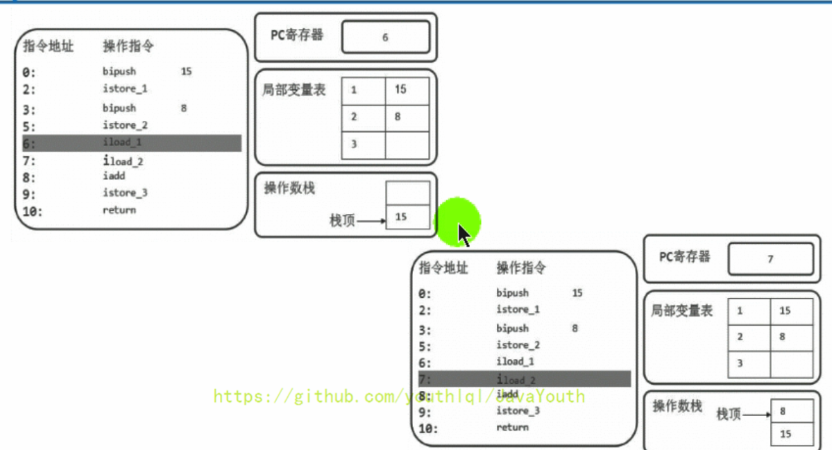 指令地址 操作指令
0: bipush 15
2: istore_1
3: bipush 8
5: istore_2
6: iload_1
7: iload_2
8: iadd
9: istore_3
10: return
PC寄存器 6
局部变量表 1 15
2 8
3
操作数栈
栈顶 15
指令地址 操作指令
0: bipush 15
2: istore_1
3: bipush 8
5: istore_2
6: iload_1
7: iload_2
8: iadd
9: istore_3
10: return
PC寄存器 7
局部变量表 1 15
2 8
3
操作数栈 栈顶 8
15
https://github.com/youthlql/JavaYouth